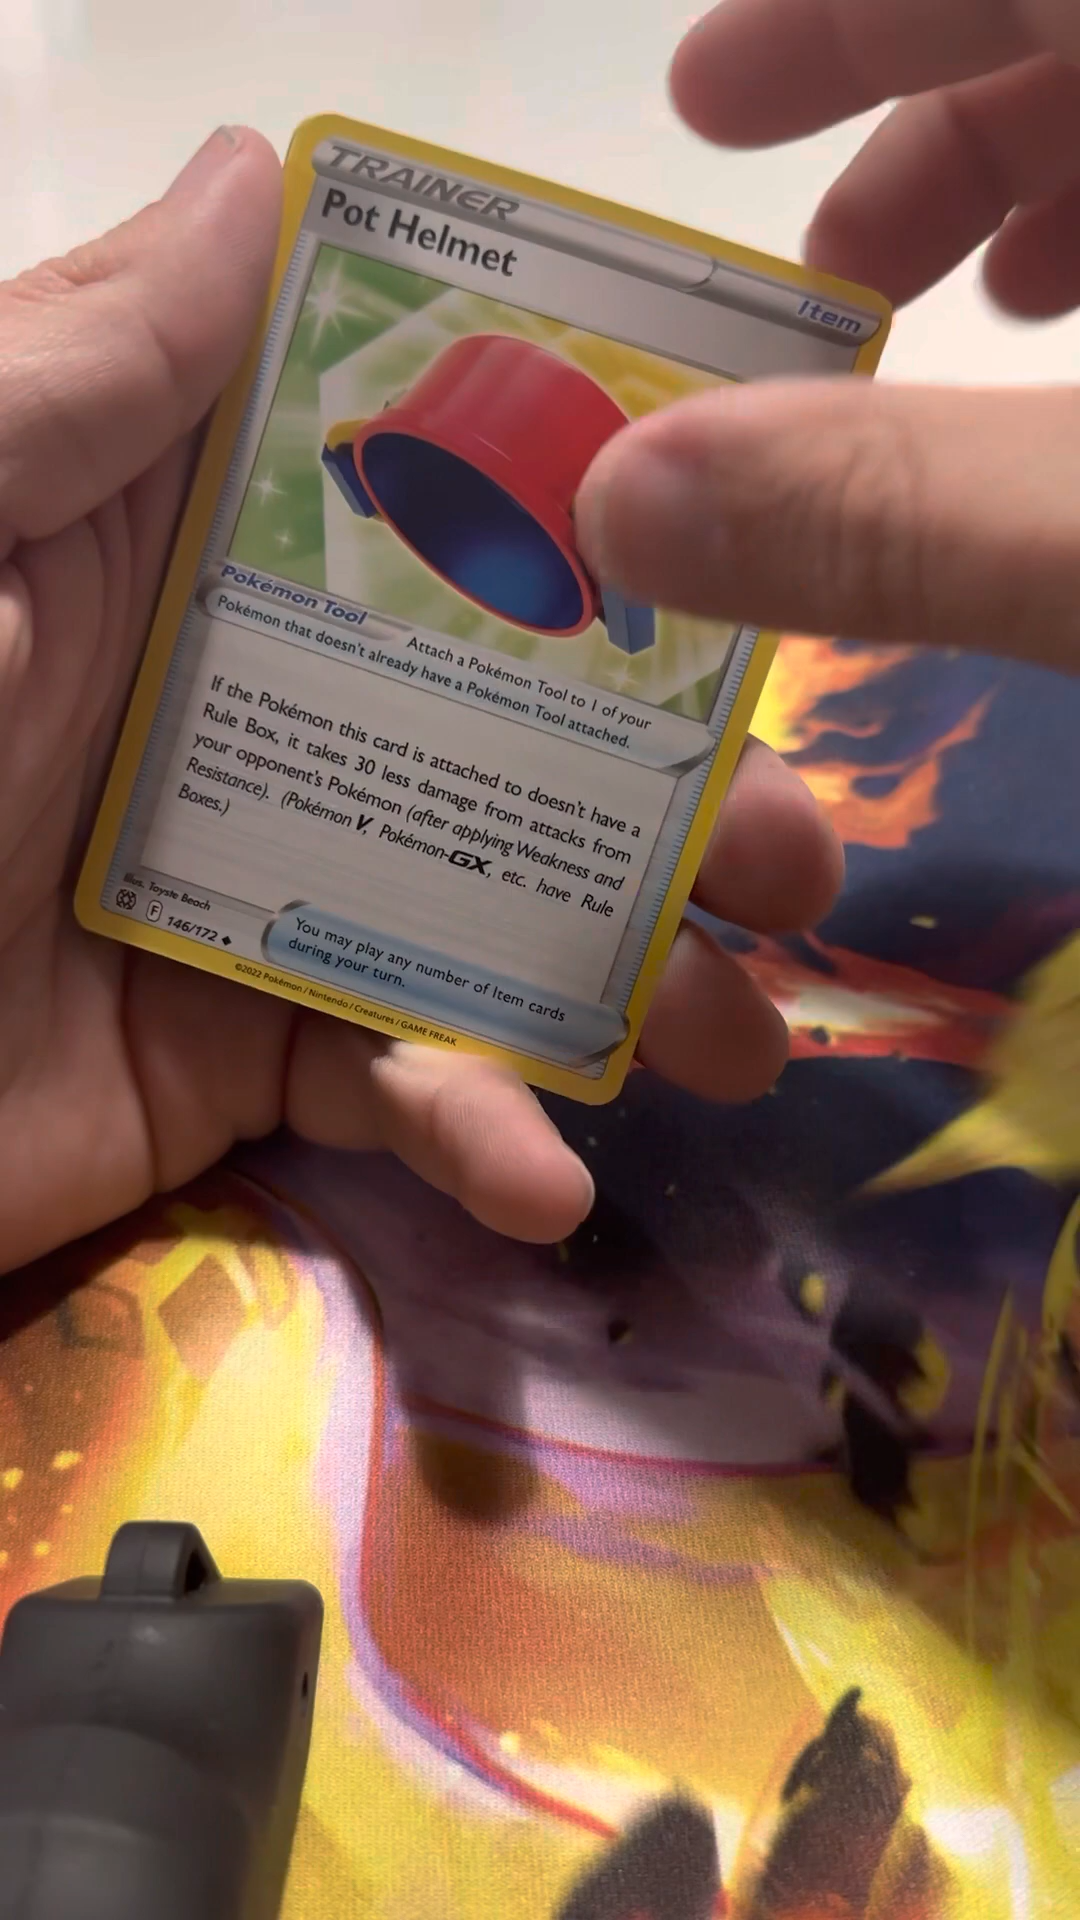 TRAINER
Pot Helmet
Item
Pokémon Tool
Attach a Pokémon Tool to 1 of your
Pokémon that doesn't already have a Pokémon Tool attached.
If the Pokémon this card is attached to doesn't have a
Rule Box, it takes 30 less damage from attacks from
your opponent's Pokémon (after applying Weakness and
Resistance). (Pokémon V, Pokémon-GX, etc. have Rule
Boxes.)
Illus. Toyste Beach
F 146/172
You may play any number of Item cards
during your turn.
©2022 Pokémon / Nintendo / Creatures / GAME FREAK